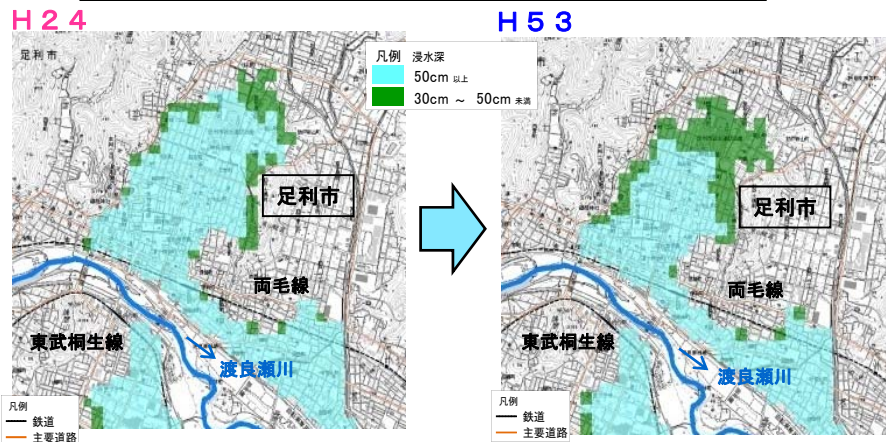 H24
H53
足利市
凡例 浸水深
50cm 以上
30cm ~ 50cm 未満
足利市
足利市
両毛線
両毛線
東武桐生線
東武桐生線
渡良瀬川
渡良瀬川
凡例
鉄道
主要道路
凡例
鉄道
主要道路